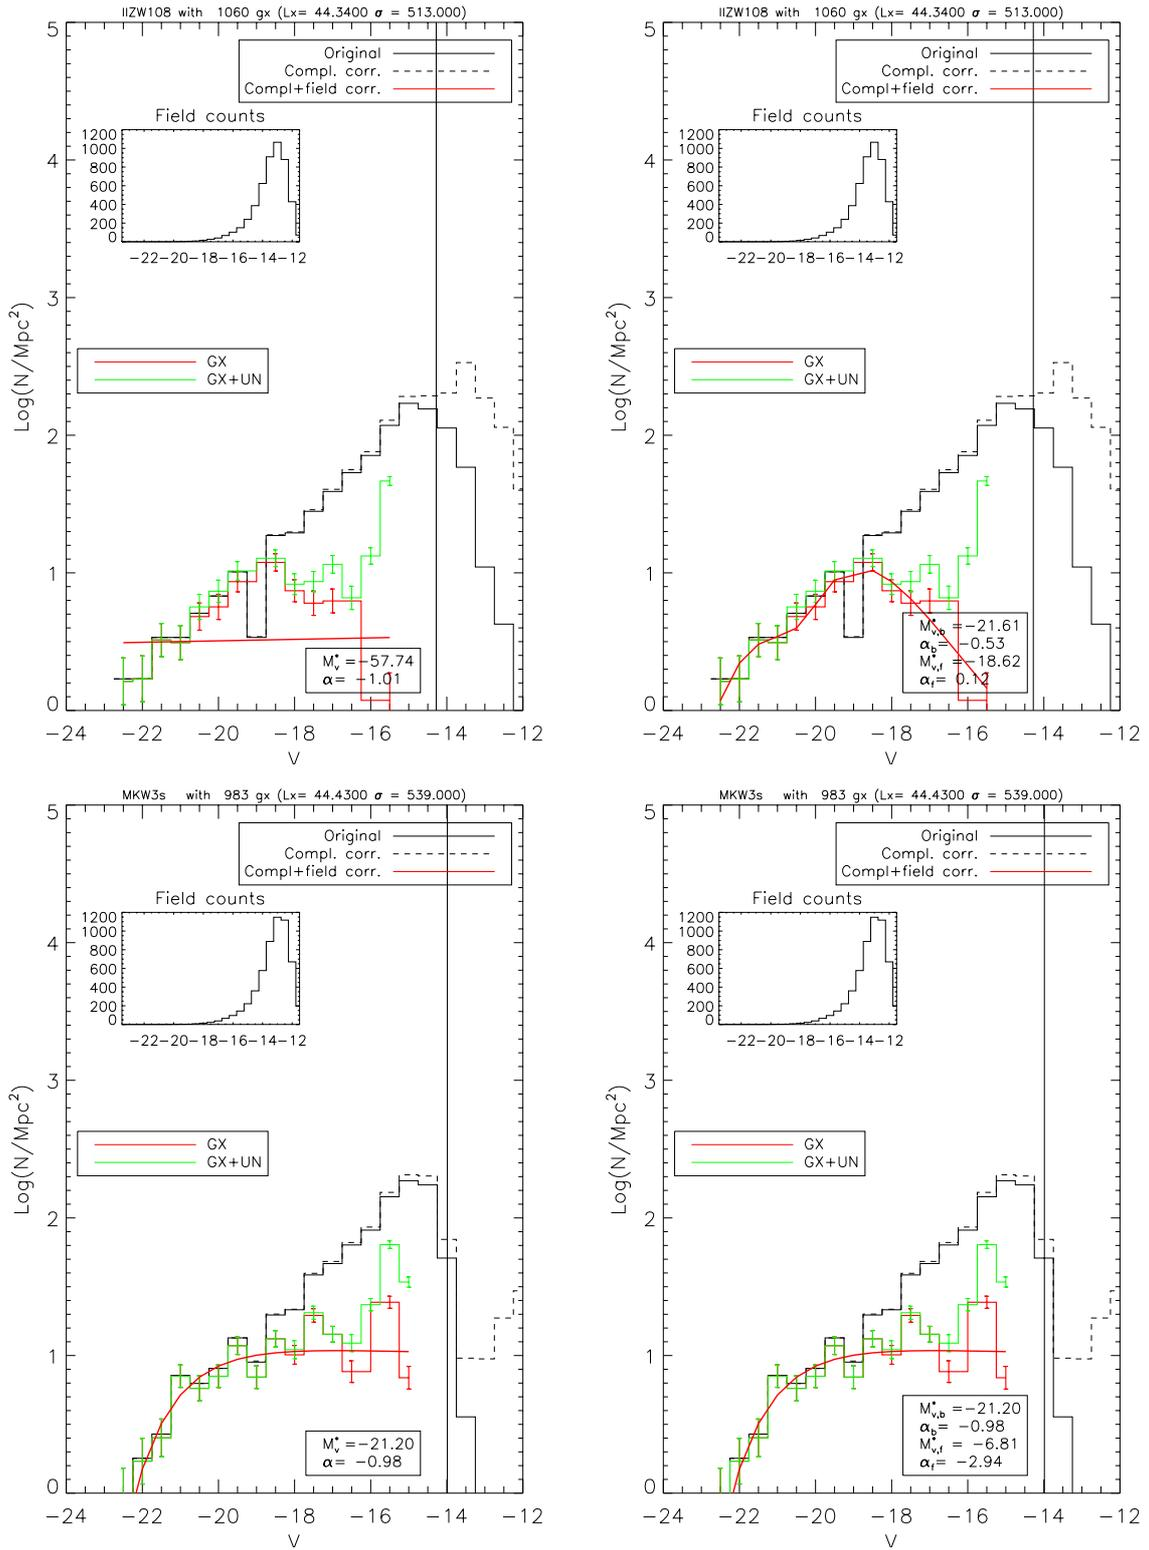 IIZW108 with 1060 gx (Lx= 44.3400 σ = 513.000)
5
Original
Compl. corr.
Compl+field corr.
Field counts
1200
1000
800
600
400
200
0
-22-20-18-16-14-12
4
3
Log(N/Mpc²)
GX
GX+UN
2
1
M*v =-57.74
α= -1.01
0
-24 -22 -20 -18 -16 -14 -12
V
IIZW108 with 1060 gx (Lx= 44.3400 σ = 513.000)
5
Original
Compl. corr.
Compl+field corr.
Field counts
1200
1000
800
600
400
200
0
-22-20-18-16-14-12
4
3
Log(N/Mpc²)
GX
GX+UN
2
1
M*v,b =-21.61
αb= -0.53
M*v,f =-18.62
αf= 0.12
0
-24 -22 -20 -18 -16 -14 -12
V
MKW3s with 983 gx (Lx= 44.4300 σ = 539.000)
5
Original
Compl. corr.
Compl+field corr.
Field counts
1200
1000
800
600
400
200
0
-22-20-18-16-14-12
4
3
Log(N/Mpc²)
GX
GX+UN
2
1
M*v =-21.20
α= -0.98
0
-24 -22 -20 -18 -16 -14 -12
V
MKW3s with 983 gx (Lx= 44.4300 σ = 539.000)
5
Original
Compl. corr.
Compl+field corr.
Field counts
1200
1000
800
600
400
200
0
-22-20-18-16-14-12
4
3
Log(N/Mpc²)
GX
GX+UN
2
1
M*v,b =-21.20
αb= -0.98
M*v,f = -6.81
αf= -2.94
0
-24 -22 -20 -18 -16 -14 -12
V